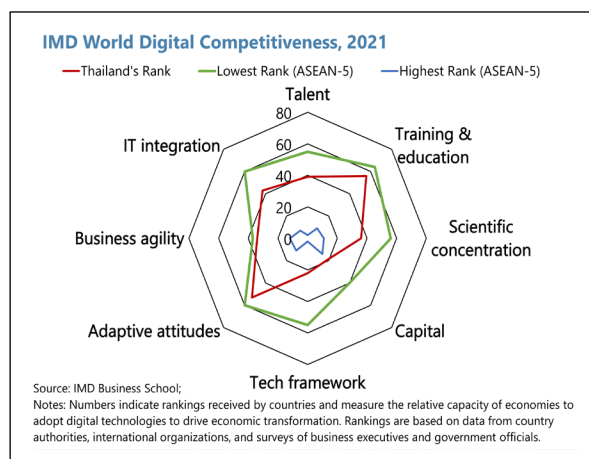 IMD World Digital Competitiveness, 2021
Thailand's Rank Lowest Rank (ASEAN-5) Highest Rank (ASEAN-5)
Talent
80
Training &
education
IT integration
60
40
20
Scientific
concentration
Business agility
0
Adaptive attitudes
Capital
Tech framework
Source: IMD Business School;
Notes: Numbers indicate rankings received by countries and measure the relative capacity of economies to
adopt digital technologies to drive economic transformation. Rankings are based on data from country
authorities, international organizations, and surveys of business executives and government officials.